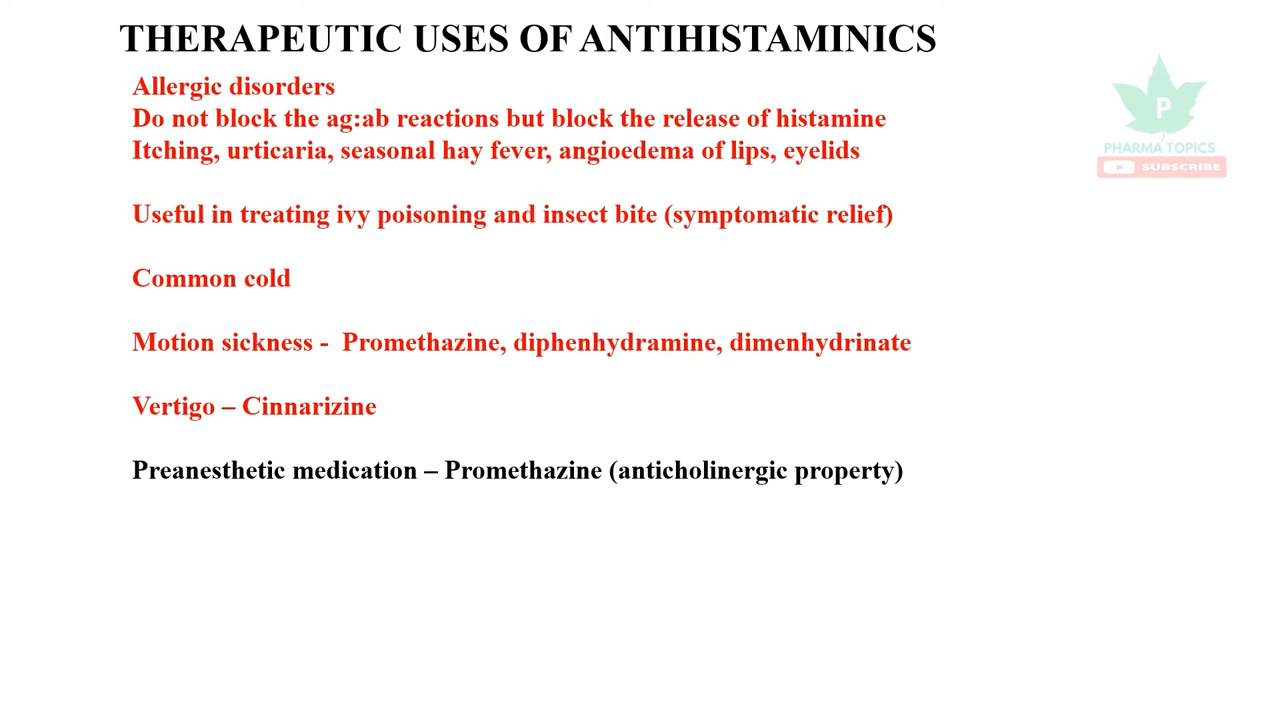 THERAPEUTIC USES OF ANTIHISTAMINICS
Allergic disorders
Do not block the ag:ab reactions but block the release of histamine
Itching, urticaria, seasonal hay fever, angioedema of lips, eyelids
Useful in treating ivy poisoning and insect bite (symptomatic relief)
Common cold
Motion sickness - Promethazine, diphenhydramine, dimenhydrinate
Vertigo – Cinnarizine
Preanesthetic medication – Promethazine (anticholinergic property)
P
PHARMA TOPICS
SUBSCRIBE